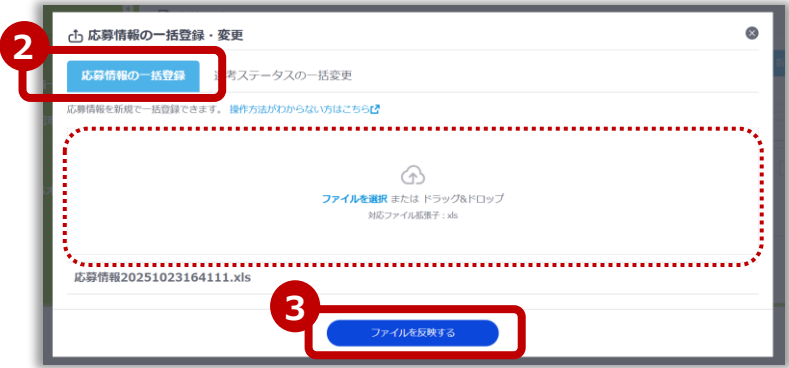 応募情報の一括登録・変更
2
応募情報の一括登録
考ステータスの一括変更
応募情報を新規で一括登録できます。 操作方法がわからない方はこちら
ファイルを選択 または ドラッグ&ドロップ
対応ファイル拡張子：xls
応募情報20251023164111.xls
3
ファイルを反映する